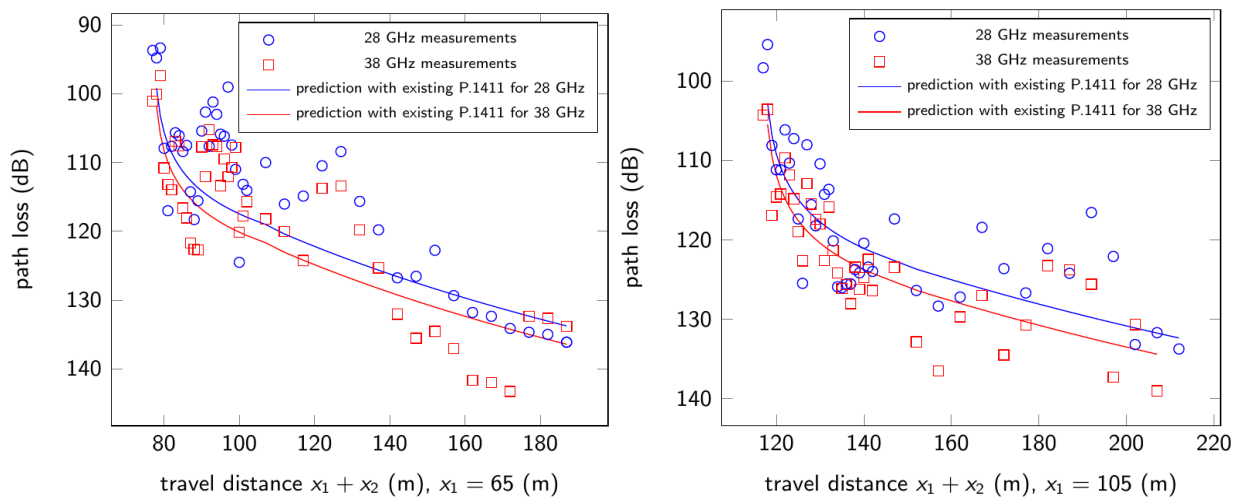 90
100
110
120
130
140
80
100
120
140
160
180
path loss (dB)
travel distance x₁ + x₂ (m), x₁ = 65 (m)
28 GHz measurements
38 GHz measurements
prediction with existing P.1411 for 28 GHz
prediction with existing P.1411 for 38 GHz
100
110
120
130
140
120
140
160
180
200
220
path loss (dB)
travel distance x₁ + x₂ (m), x₁ = 105 (m)
28 GHz measurements
38 GHz measurements
prediction with existing P.1411 for 28 GHz
prediction with existing P.1411 for 38 GHz